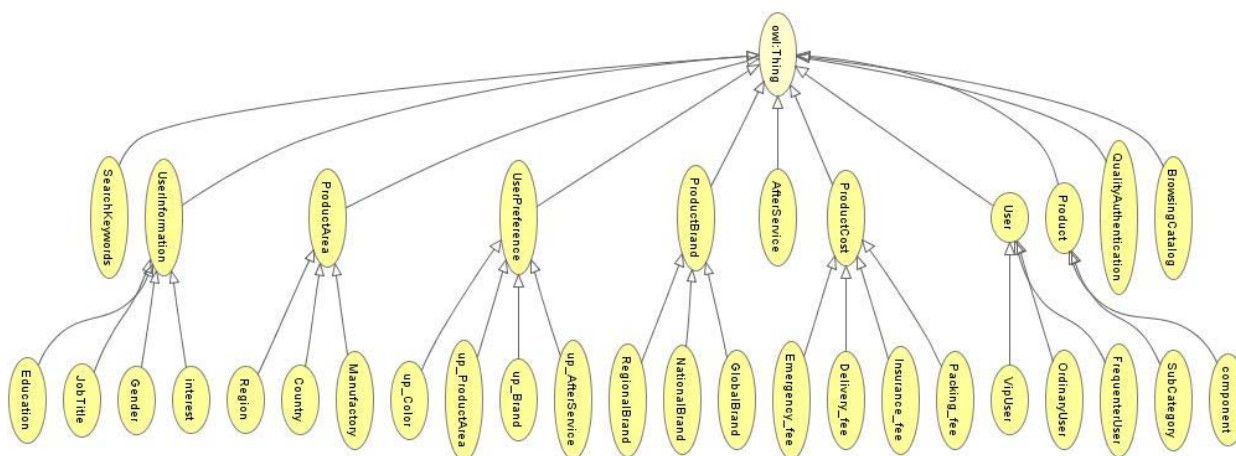 owl:Thing
SearchKeywords
UserInformation
ProductArea
UserPreference
ProductBrand
AfterService
ProductCost
User
Product
QualityAuthentication
BrowsingCatalog
Education
JobTitle
Gender
interest
Region
Country
Manufactory
up_Color
up_ProductArea
up_Brand
up_AfterService
RegionalBrand
NationalBrand
GlobalBrand
Emergency_fee
Delivery_fee
Insurance_fee
Packing_fee
VipUser
OrdinaryUser
FrequenterUser
SubCategory
component